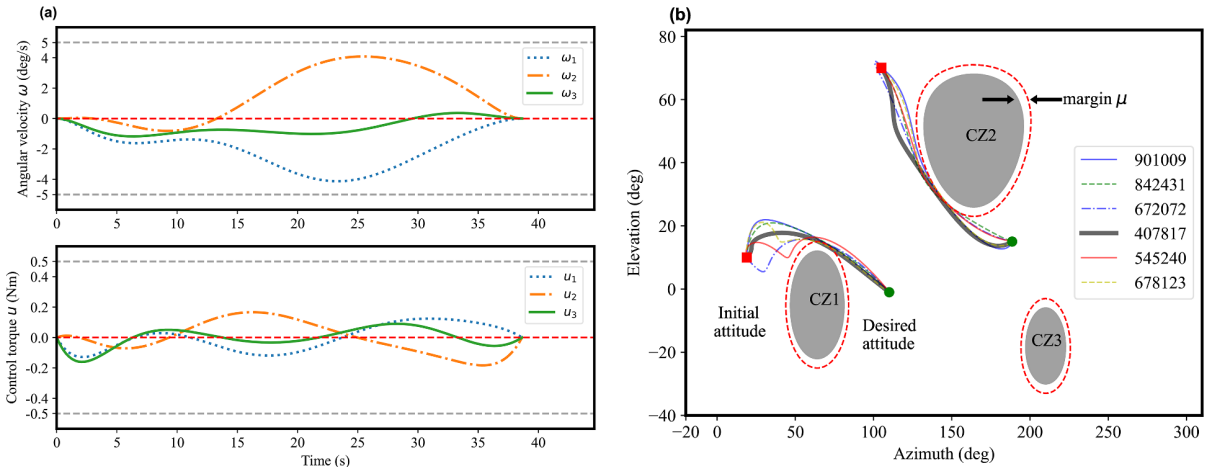 (a)
Angular velocity ω (deg/s)
5
4
2
0
-2
-4
-5
0
5
10
15
20
25
30
35
40
ω1
ω2
ω3
Control torque u (Nm)
0.5
0.4
0.2
0.0
-0.2
-0.4
-0.5
0
5
10
15
20
25
30
35
40
Time (s)
u1
u2
u3
(b)
Elevation (deg)
80
60
40
20
0
−20
−40
−20
0
50
100
150
200
250
300
Azimuth (deg)
CZ2
margin μ
CZ1
CZ3
Initial
attitude
Desired
attitude
901009
842431
672072
407817
545240
678123